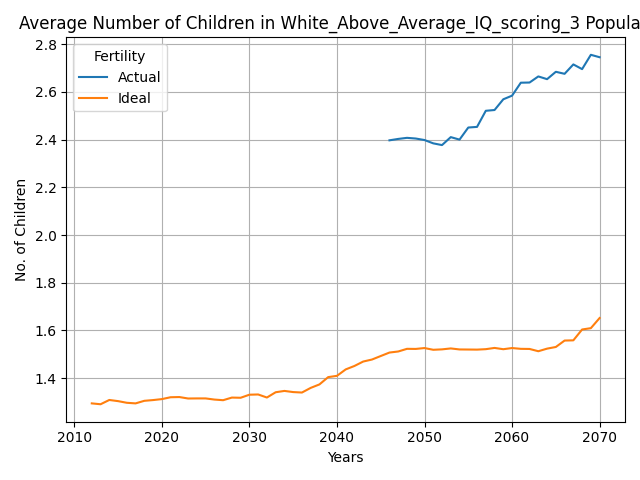 Average Number of Children in White_Above_Average_IQ_scoring_3 Popula
Fertility
Actual
Ideal
No. of Children
2.8
2.6
2.4
2.2
2.0
1.8
1.6
1.4
2010 2020 2030 2040 2050 2060 2070
Years